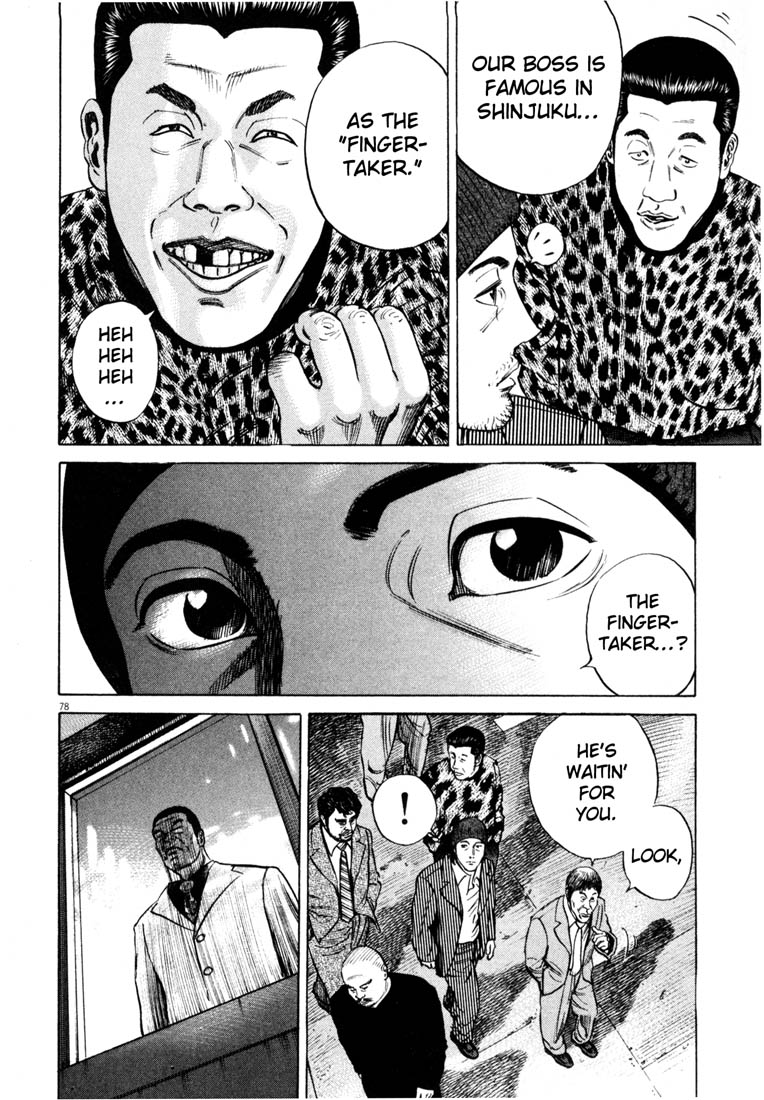 OUR BOSS IS
FAMOUS IN
SHINJUKU...
AS THE
"FINGER-
TAKER."
HEH
HEH
HEH
...
THE
FINGER-
TAKER...?
78
HE'S
WAITIN'
FOR
YOU.
LOOK,
!